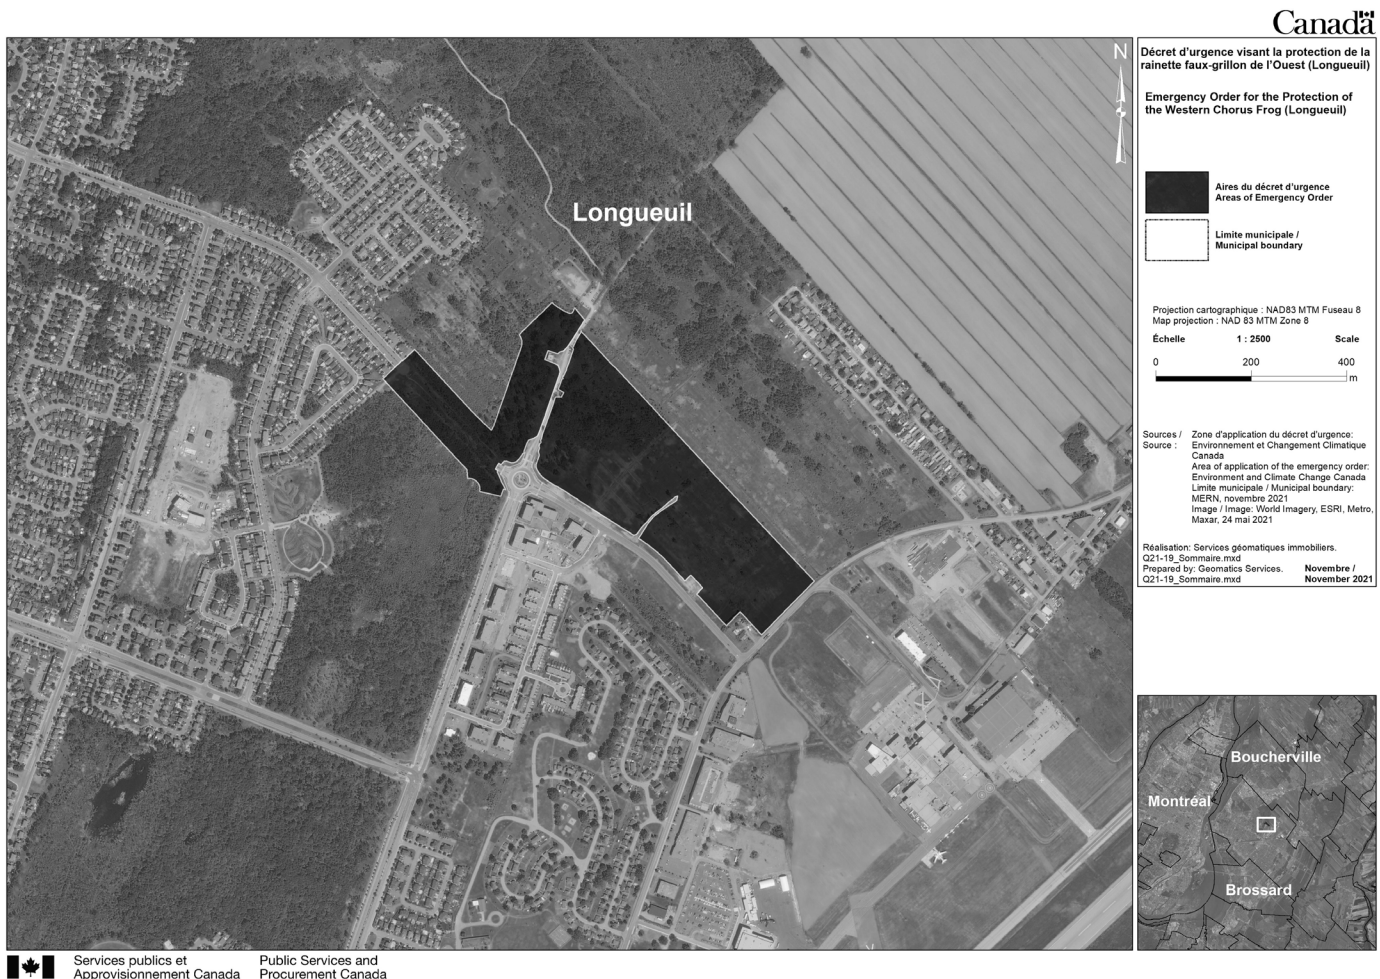 Canada
Décret d'urgence visant la protection de la
rainette faux-grillon de l'Ouest (Longueuil)
Emergency Order for the Protection of
the Western Chorus Frog (Longueuil)
N
Longueuil
Aires du décret d'urgence
Areas of Emergency Order
Limite municipale /
Municipal boundary
Projection cartographique : NAD83 MTM Fuseau 8
Map projection : NAD 83 MTM Zone 8
Échelle 1 : 2500 Scale
0 200 400
m
Sources / Zone d'application du décret d'urgence:
Source : Environnement et Changement Climatique
Canada
Area of application of the emergency order:
Environment and Climate Change Canada
Limite municipale / Municipal boundary:
MERN, novembre 2021
Image / Image: World Imagery, ESRI, Metro,
Maxar, 24 mai 2021
Réalisation: Services géomatiques immobiliers.
Q21-19_Sommaire.mxd
Prepared by: Geomatics Services. Novembre /
Q21-19_Sommaire.mxd November 2021
Boucherville
Montréal
Brossard
Services publics et Public Services and
Approvisionnement Canada Procurement Canada